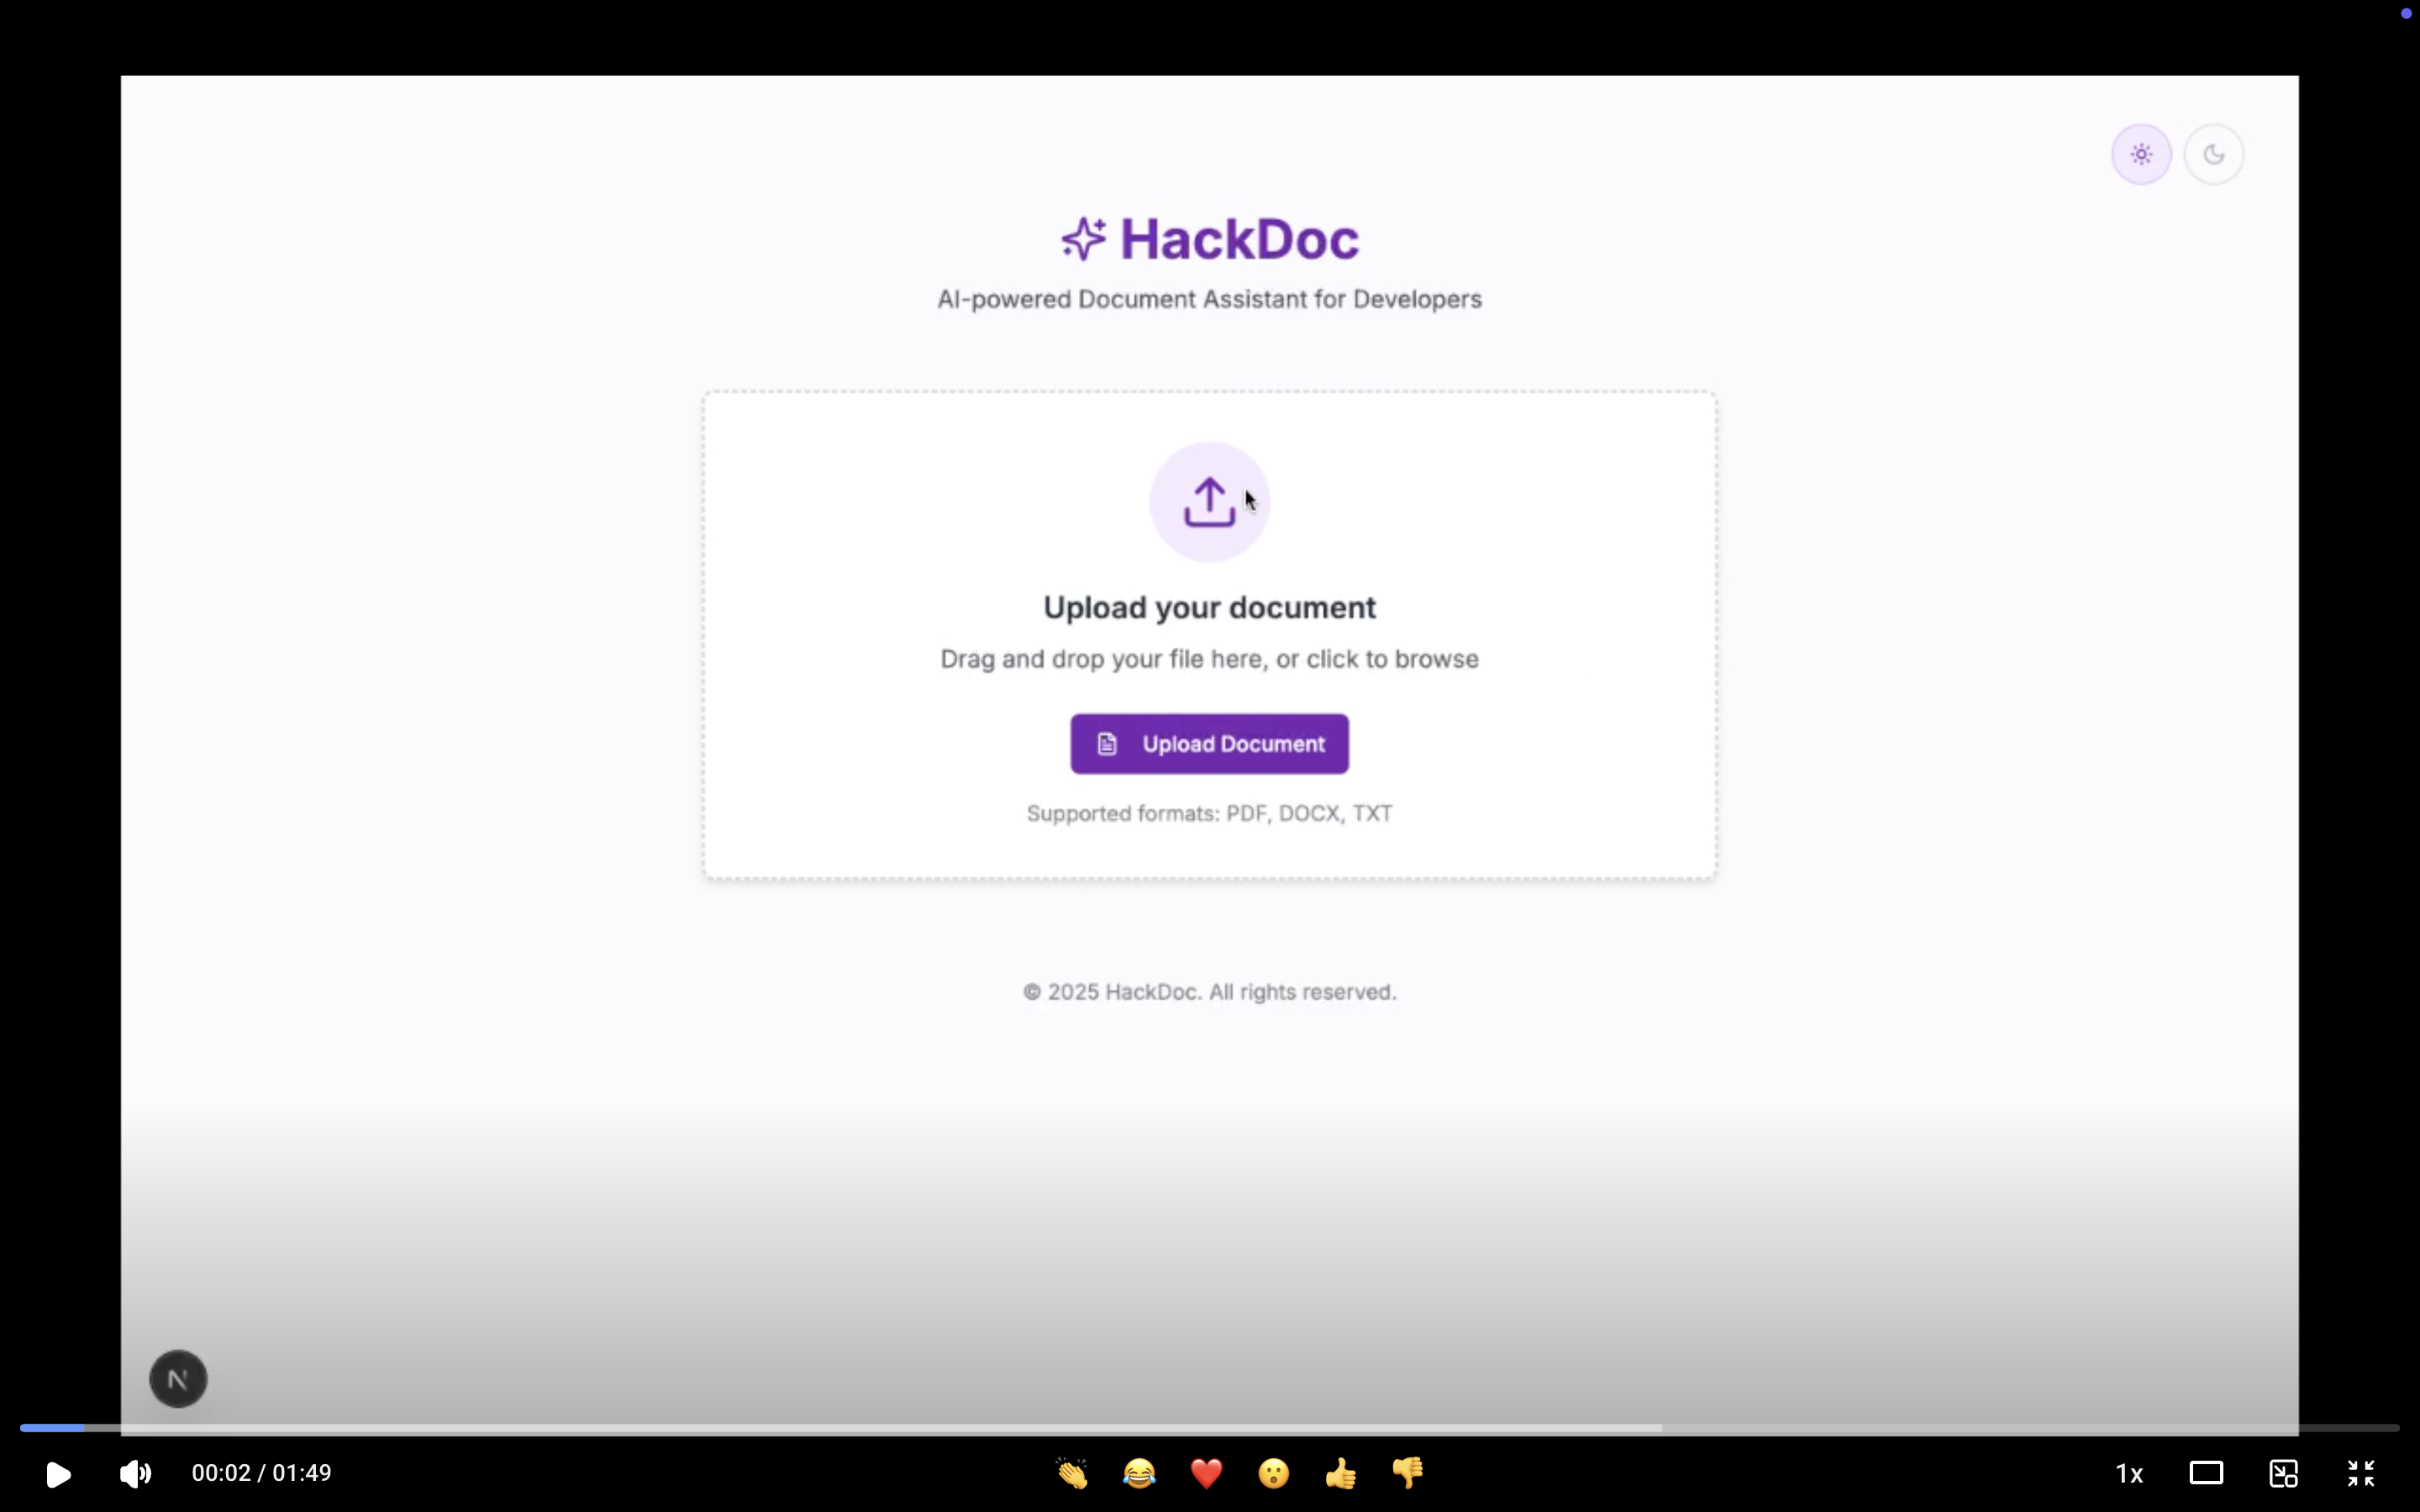 HackDoc
AI-powered Document Assistant for Developers
Upload your document
Drag and drop your file here, or click to browse
Upload Document
Supported formats: PDF, DOCX, TXT
© 2025 HackDoc. All rights reserved.
N
00:02 / 01:49
1x